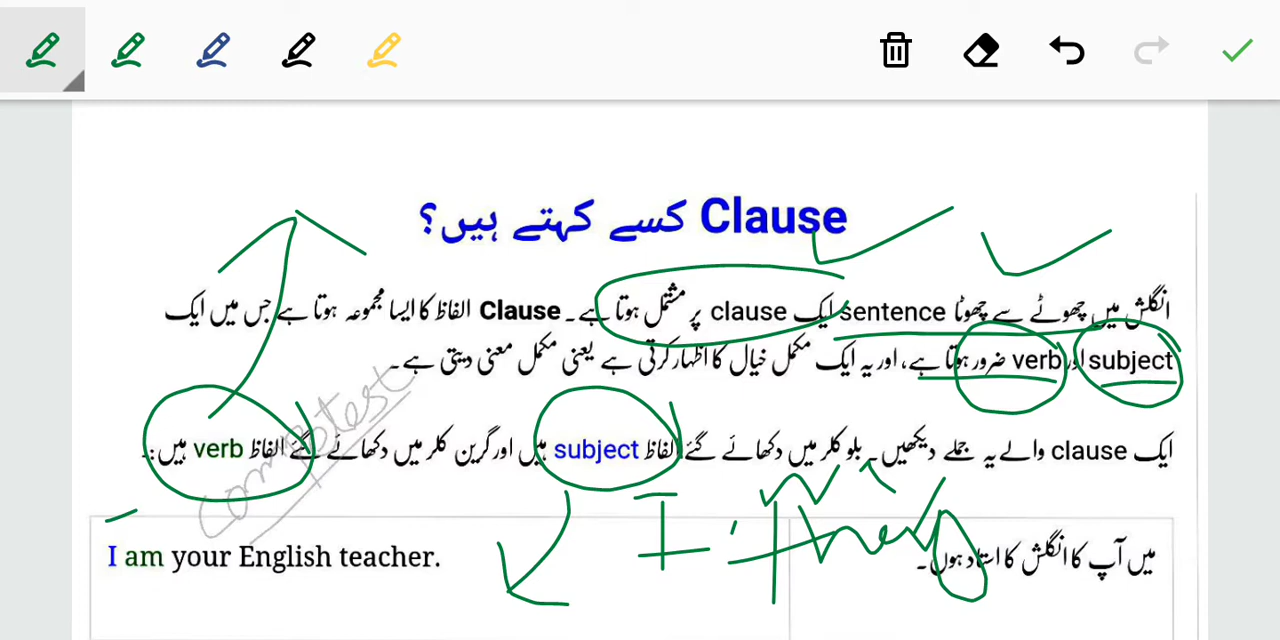 Clause کسے کہتے ہیں؟
انگلش میں چھوٹے سے چھوٹا sentence ایک clause پر مشتمل ہوتا ہے۔ Clause الفاظ کا ایسا مجموعہ ہوتا ہے جس میں ایک
subject اور verb ضرور ہوتا ہے، اور یہ ایک مکمل خیال کا اظہار کرتی ہے یعنی مکمل معنی دیتی ہے۔
ایک clause والے یہ جملے دیکھیں۔ بلو کلر میں دکھائے گئے الفاظ subject ہیں اور گرین کلر میں دکھائے گئے الفاظ verb ہیں:۔
I am your English teacher.
میں آپ کا انگلش کا استاد ہوں۔